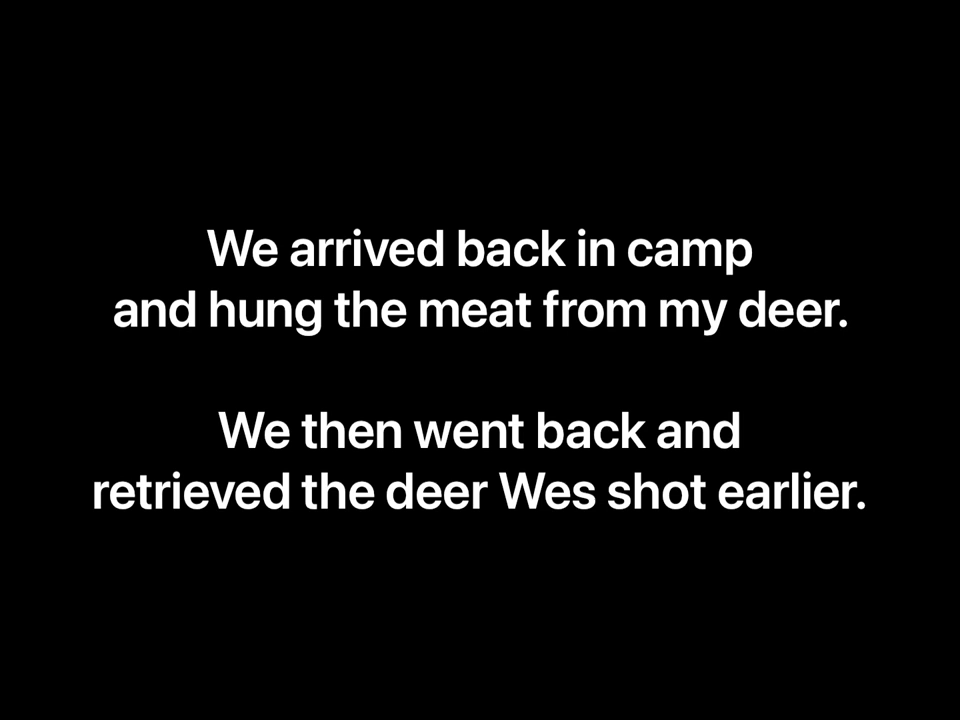 We arrived back in camp
and hung the meat from my deer.
We then went back and
retrieved the deer Wes shot earlier.